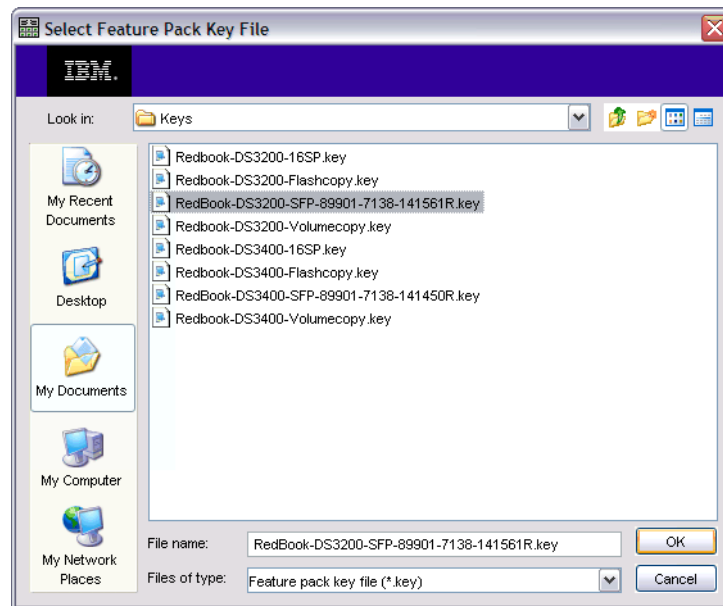 Select Feature Pack Key File
IBM.
Look in:
Keys
My Recent
Documents
Desktop
My Documents
My Computer
My Network
Places
Redbook-DS3200-16SP.key
Redbook-DS3200-Flashcopy.key
RedBook-DS3200-SFP-89901-7138-141561R.key
Redbook-DS3200-Volumecopy.key
Redbook-DS3400-16SP.key
Redbook-DS3400-Flashcopy.key
RedBook-DS3400-SFP-89901-7138-141450R.key
Redbook-DS3400-Volumecopy.key
File name:
RedBook-DS3200-SFP-89901-7138-141561R.key
OK
Files of type:
Feature pack key file (*.key)
Cancel